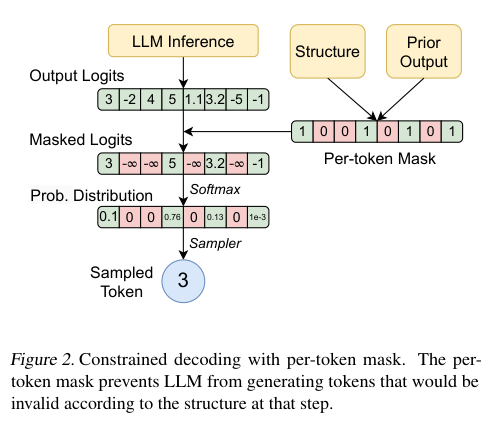 LLM Inference
Structure
Prior
Output
Output Logits
3 -2 4 5 1.1 3.2 -5 -1
1 0 0 1 0 1 0 1
Per-token Mask
Masked Logits
3 -∞ -∞ 5 -∞ 3.2 -∞ -1
Softmax
Prob. Distribution
0.1 0 0 0.76 0 0.13 0 1e-3
Sampler
Sampled
Token
3
Figure 2. Constrained decoding with per-token mask. The per-
token mask prevents LLM from generating tokens that would be
invalid according to the structure at that step.